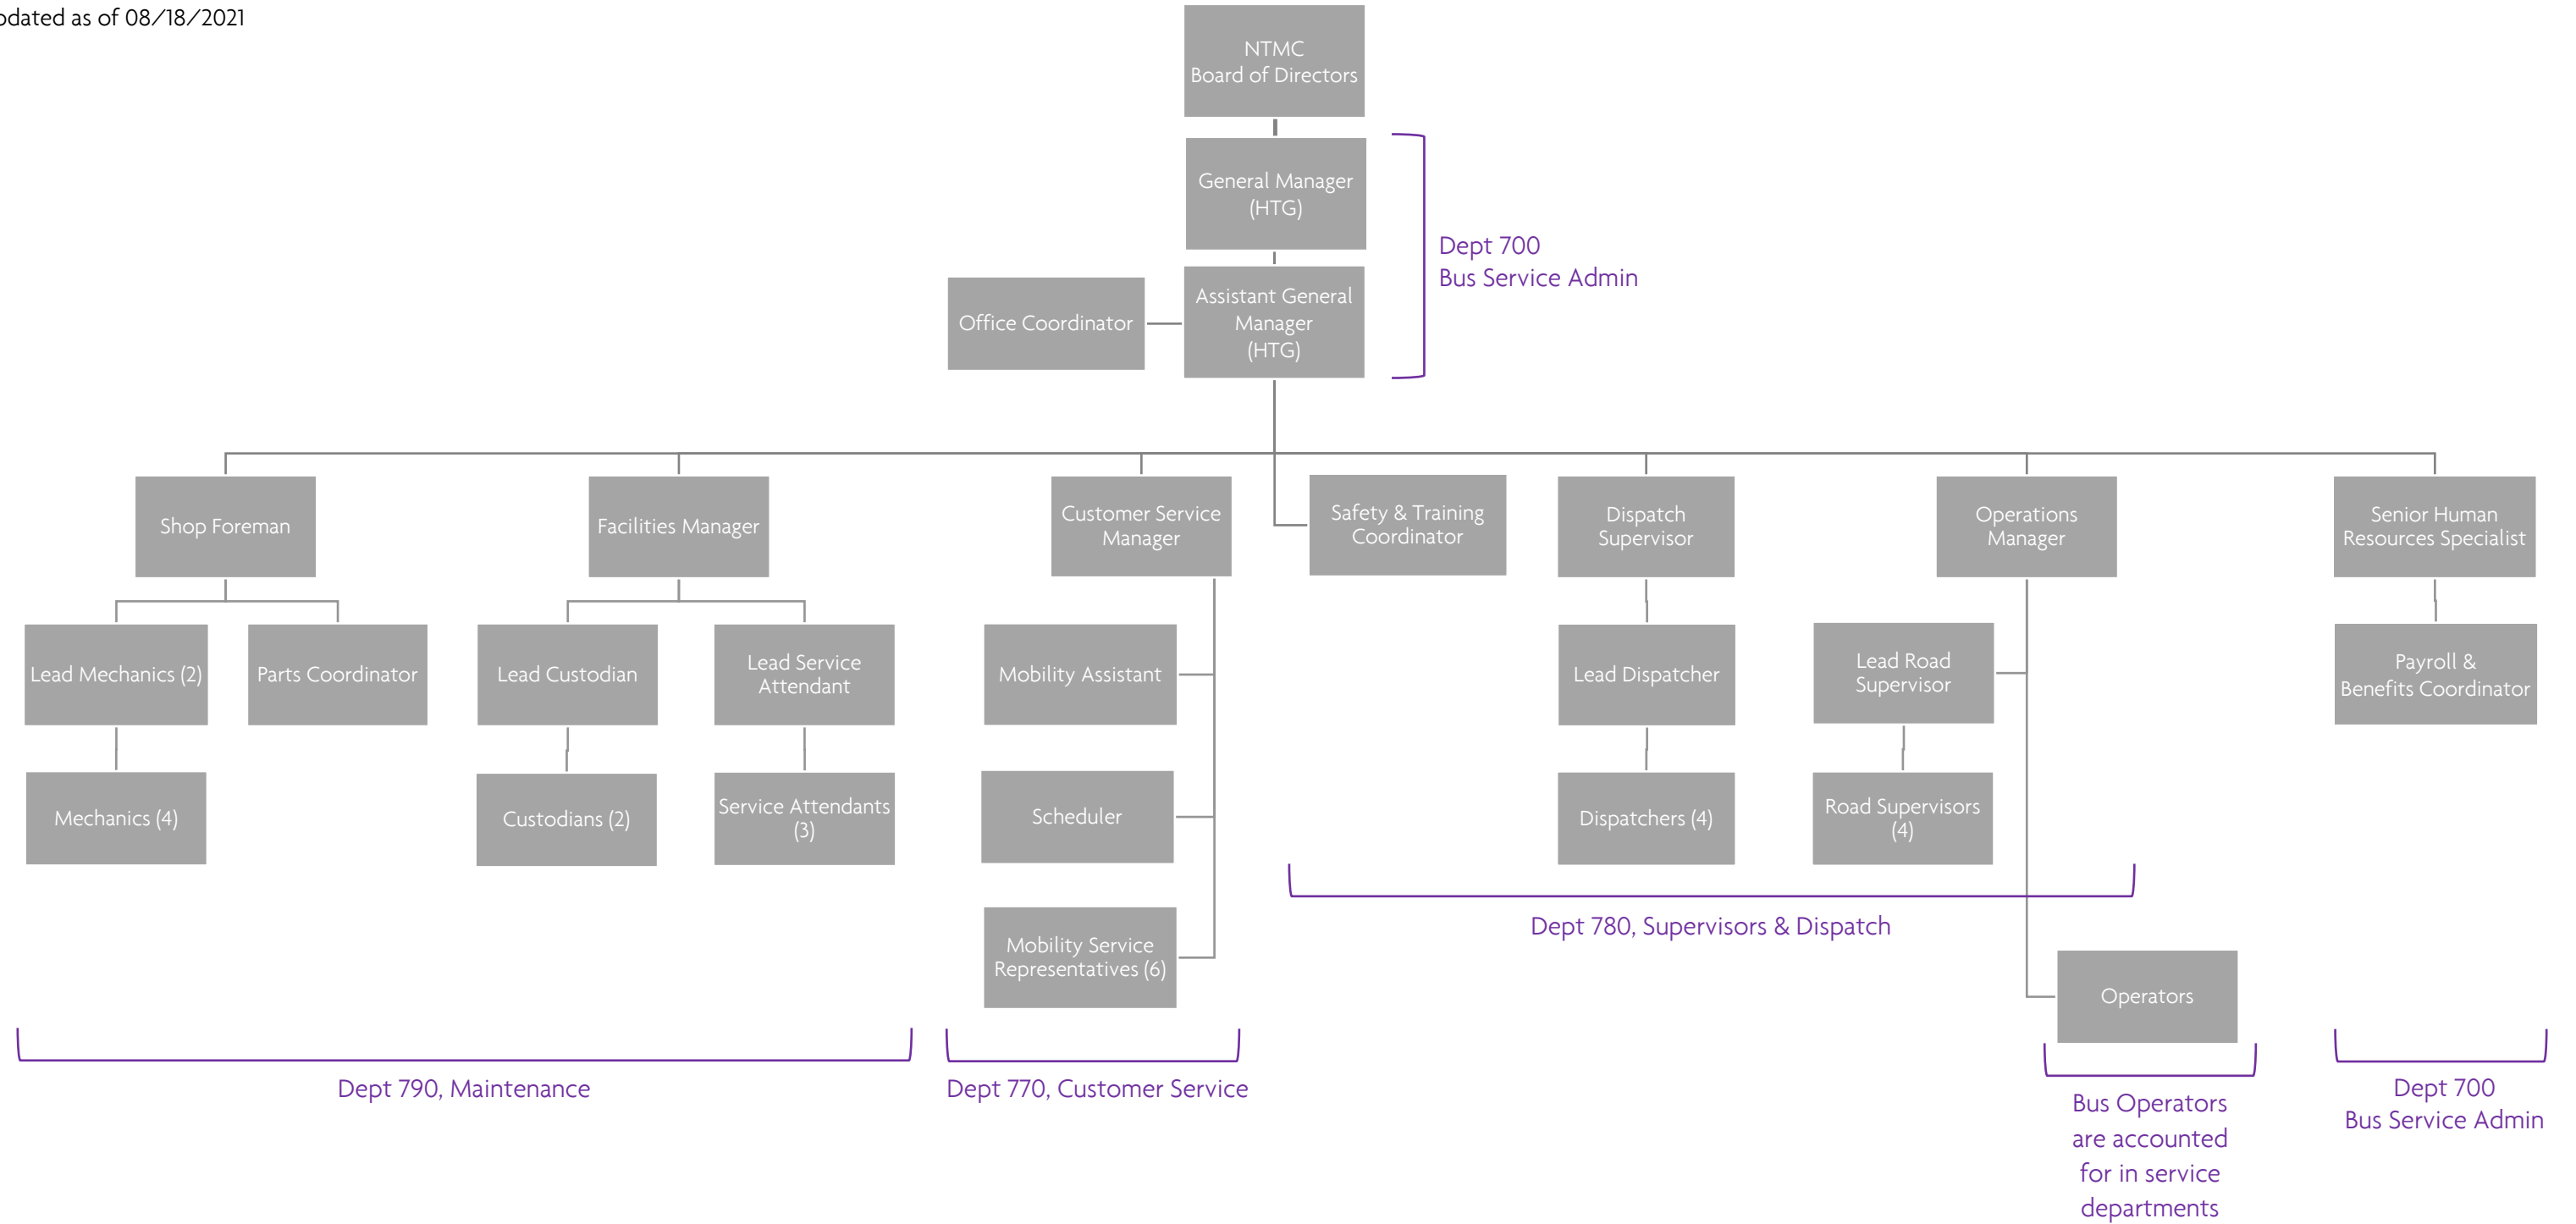 as of 08/18/2021
NTMC
Board of Directors
General Manager
(HTG)
Dept 700
Bus Service Admin
Office Coordinator
Assistant General
Manager
(HTG)
Shop Foreman
Facilities Manager
Customer Service
Manager
Safety & Training
Coordinator
Dispatch
Supervisor
Operations
Manager
Senior Human
Resources Specialist
Lead Mechanics (2)
Parts Coordinator
Lead Custodian
Lead Service
Attendant
Mobility Assistant
Lead Dispatcher
Lead Road
Supervisor
Payroll &
Benefits Coordinator
Mechanics (4)
Custodians (2)
Service Attendants
(3)
Scheduler
Dispatchers (4)
Road Supervisors
(4)
Dept 780, Supervisors & Dispatch
Mobility Service
Representatives (6)
Operators
Dept 790, Maintenance
Dept 770, Customer Service
Bus Operators
are accounted
for in service
departments
Dept 700
Bus Service Admin